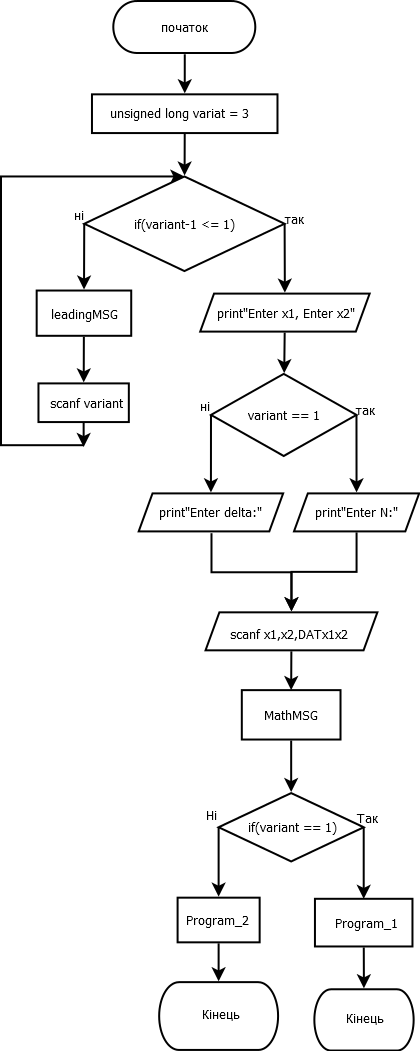 початок
unsigned long variat = 3
if(variant-1 <= 1)
ні
так
leadingMSG
print"Enter x1, Enter x2"
scanf variant
variant == 1
ні
так
print"Enter delta:"
print"Enter N:"
scanf x1,x2,DATx1x2
MathMSG
if(variant == 1)
Ні
Так
Program_2
Program_1
Кінець
Кінець